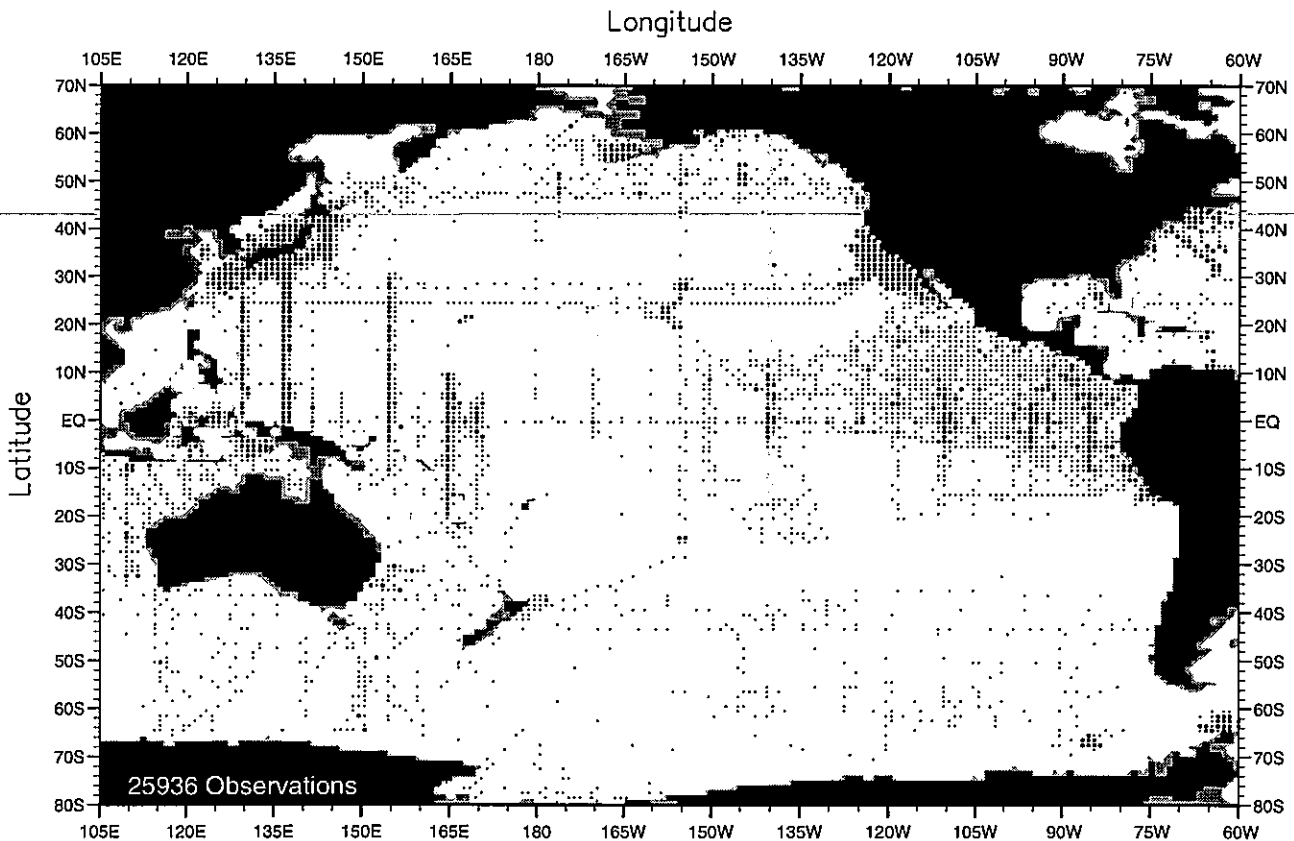 Longitude
105E 120E 135E 150E 165E 180 165W 150W 135W 120W 105W 90W 75W 60W
70N 70N
60N 60N
50N 50N
40N 40N
30N 30N
20N 20N
10N 10N
EQ EQ
10S 10S
20S 20S
30S 30S
40S 40S
50S 50S
60S 60S
70S 70S
80S 80S
Latitude
25936 Observations
105E 120E 135E 150E 165E 180 165W 150W 135W 120W 105W 90W 75W 60W